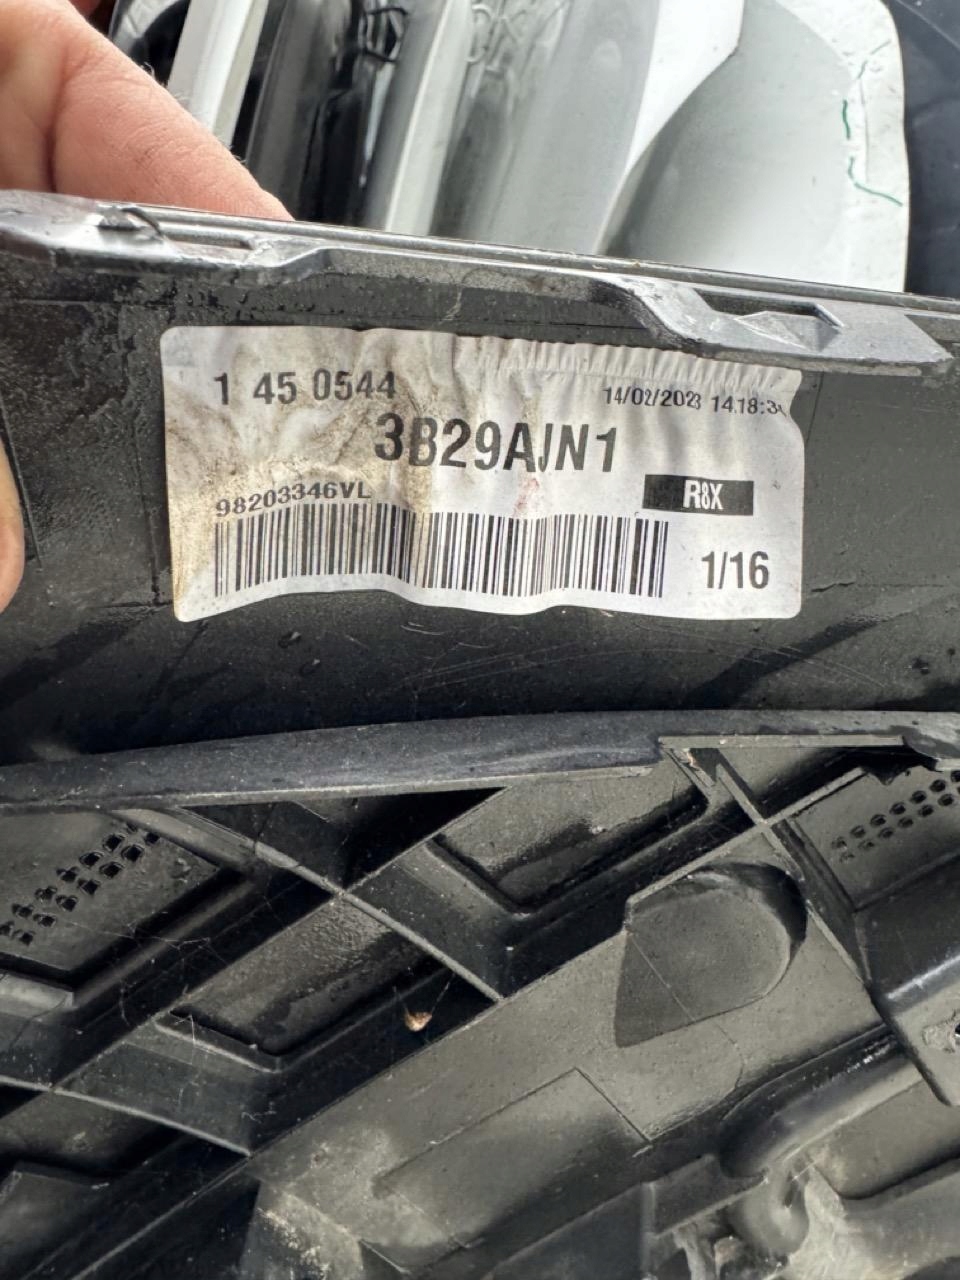 1 45 0544
14/02/2023 14:18:3
3B29AJN1
R8X
98203346VL
1/16